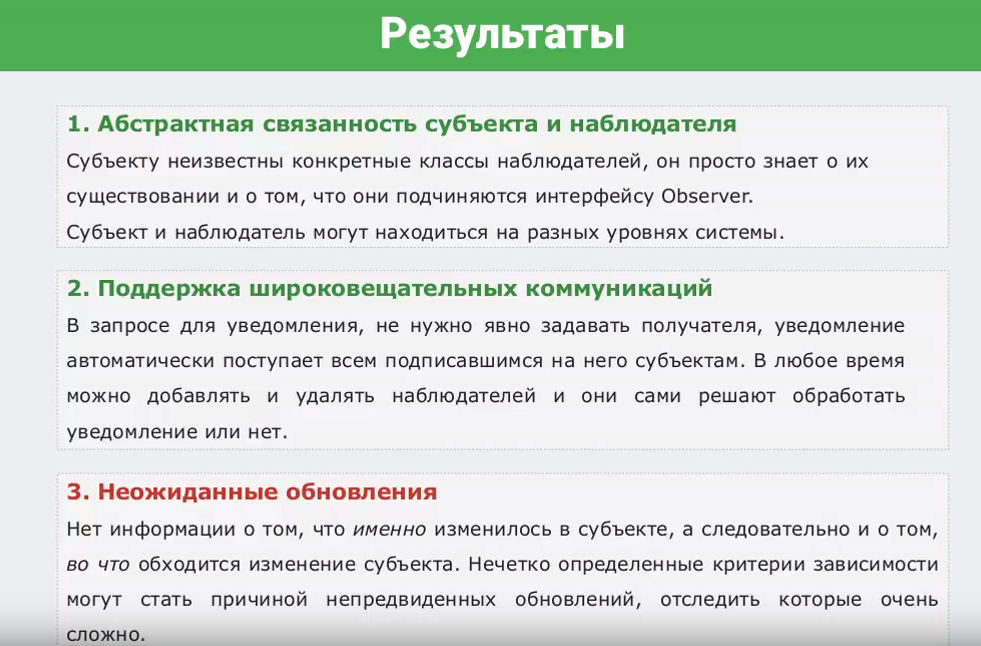 Результаты
1. Абстрактная связанность субъекта и наблюдателя
Субъекту неизвестны конкретные классы наблюдателей, он просто знает о их
существовании и о том, что они подчиняются интерфейсу Observer.
Субъект и наблюдатель могут находиться на разных уровнях системы.
2. Поддержка широковещательных коммуникаций
В запросе для уведомления, не нужно явно задавать получателя, уведомление
автоматически поступает всем подписавшимся на него субъектам. В любое время
можно добавлять и удалять наблюдателей и они сами решают обработать
уведомление или нет.
3. Неожиданные обновления
Нет информации о том, что именно изменилось в субъекте, а следовательно и о том,
во что обходится изменение субъекта. Нечетко определенные критерии зависимости
могут стать причиной непредвиденных обновлений, отследить которые очень
сложно.